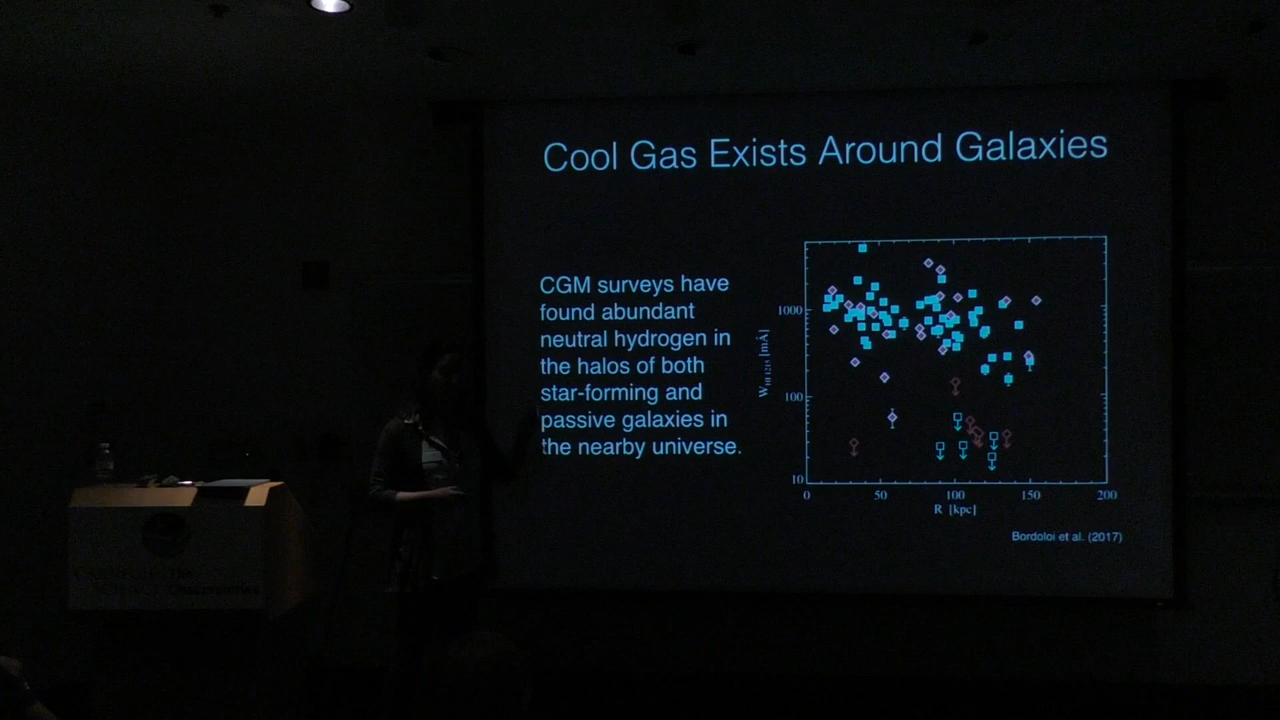 Cool Gas Exists Around Galaxies
CGM surveys have
found abundant
neutral hydrogen in
the halos of both
star-forming and
passive galaxies in
the nearby universe.
1000
100
10
W [mÅ]
0 50 100 150 200
R [kpc]
Bordoloi et al. (2017)